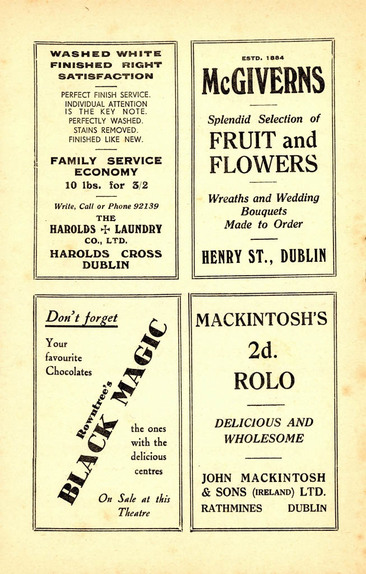 WASHED WHITE
FINISHED RIGHT
SATISFACTION
PERFECT FINISH SERVICE.
INDIVIDUAL ATTENTION
IS THE KEY NOTE.
PERFECTLY WASHED.
STAINS REMOVED.
FINISHED LIKE NEW.
FAMILY SERVICE
ECONOMY
10 lbs. for 3/2
Write, Call or Phone 92139
THE
HAROLDS ✠ LAUNDRY
CO., LTD.
HAROLDS CROSS
DUBLIN
ESTD. 1884
McGIVERNS
Splendid Selection of
FRUIT and
FLOWERS
Wreaths and Wedding
Bouquets
Made to Order
HENRY ST., DUBLIN
Don't forget
Your
favourite
Chocolates
Rowntree's
BLACK MAGIC
the ones
with the
delicious
centres
On Sale at this
Theatre
MACKINTOSH'S
2d.
ROLO
DELICIOUS AND
WHOLESOME
JOHN MACKINTOSH
& SONS (IRELAND) LTD.
RATHMINES DUBLIN